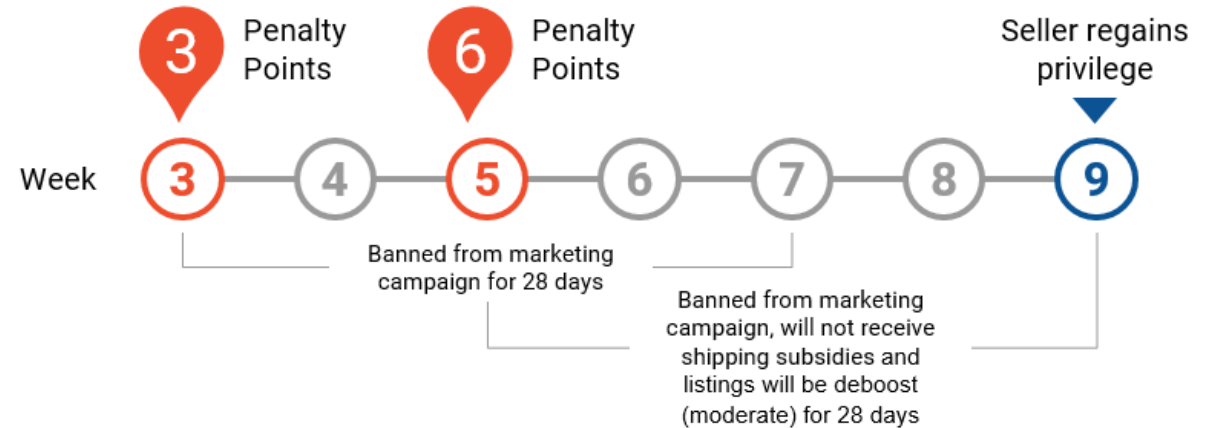 3
Penalty
Points
6
Penalty
Points
Seller regains
privilege
Week
3
4
5
6
7
8
9
Banned from marketing
campaign for 28 days
Banned from marketing
campaign, will not receive
shipping subsidies and
listings will be deboost
(moderate) for 28 days